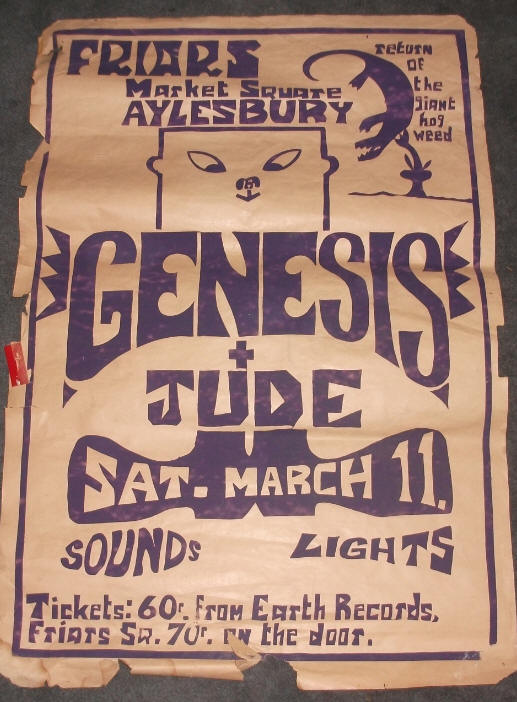 FRIARS
Market Square
AYLESBURY
return
OF
the
giant
hog
weed
GENESIS
+
JUDE
SAT. MARCH 11.
SOUNDS
LIGHTS
Tickets: 60p. from Earth Records,
Friars Sq. 70p. on the door.